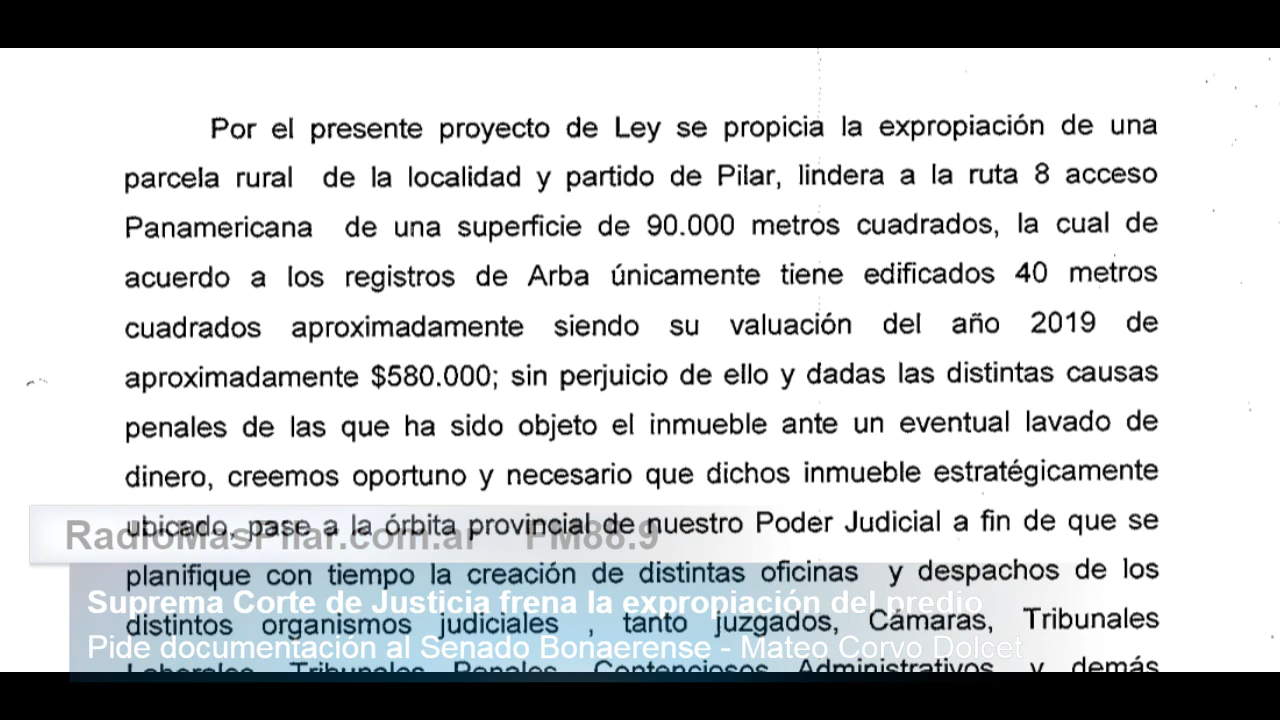 Por el presente proyecto de Ley se propicia la expropiación de una
parcela rural de la localidad y partido de Pilar, lindera a la ruta 8 acceso
Panamericana de una superficie de 90.000 metros cuadrados, la cual de
acuerdo a los registros de Arba únicamente tiene edificados 40 metros
cuadrados aproximadamente siendo su valuación del año 2019 de
aproximadamente $580.000; sin perjuicio de ello y dadas las distintas causas
penales de las que ha sido objeto el inmueble ante un eventual lavado de
dinero, creemos oportuno y necesario que dichos inmueble estratégicamente
ubicado, pase a la órbita provincial de nuestro Poder Judicial a fin de que se
RadioMasPilar.com.ar FM88.9
planifique con tiempo la creación de distintas oficinas y despachos de los
Suprema Corte de Justicia frena la expropiación del predio
distintos organismos judiciales , tanto juzgados, Cámaras, Tribunales
Pide documentación al Senado Bonaerense - Mateo Corvo Dolcet
Laborales, Tribunales Penales, Contenciosos Administrativos y demás